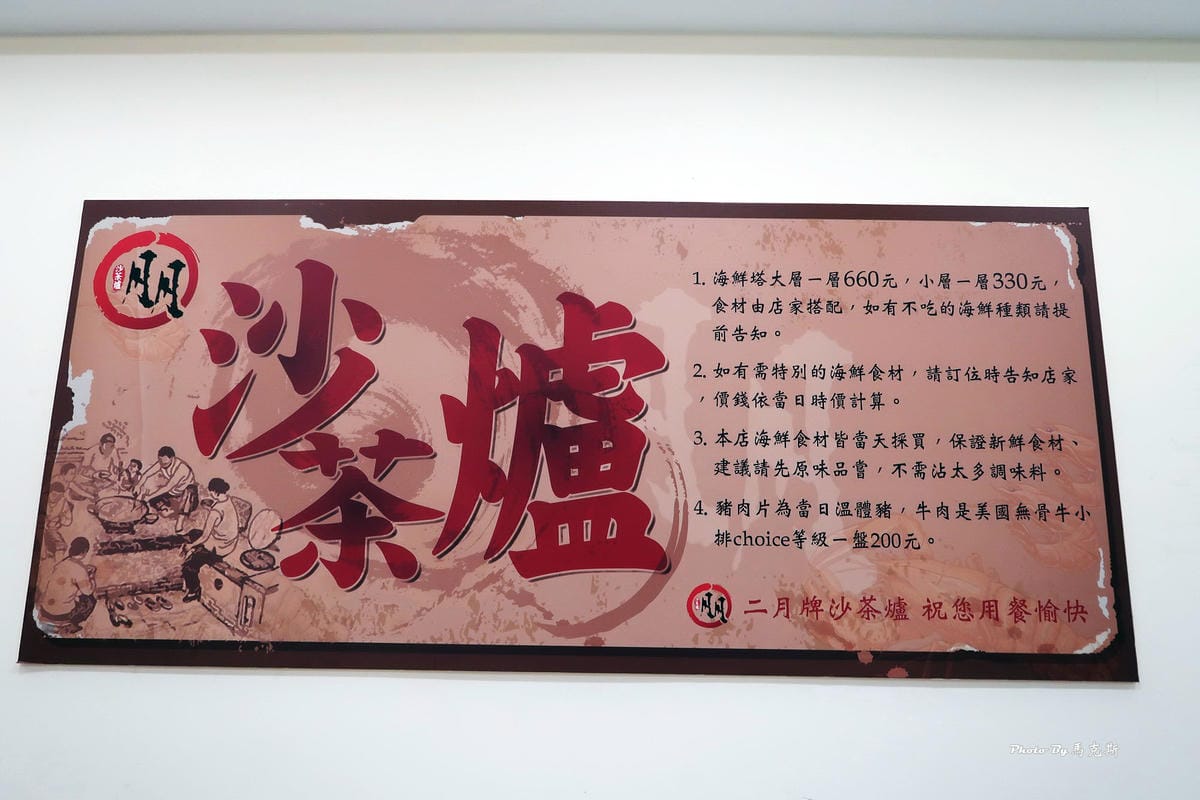 沙茶爐
沙茶爐
1. 海鮮塔大層一層660元，小層一層330元，
食材由店家搭配，如有不吃的海鮮種類請提
前告知。
2. 如有需特別的海鮮食材，請訂位時告知店家
，價錢依當日時價計算。
3. 本店海鮮食材皆當天採買，保證新鮮食材、
建議請先原味品嘗，不需沾太多調味料。
4. 豬肉片為當日溫體豬，牛肉是美國無骨牛小
排choice等級一盤200元。
二月牌沙茶爐 祝您用餐愉快
Photo By 馬克斯